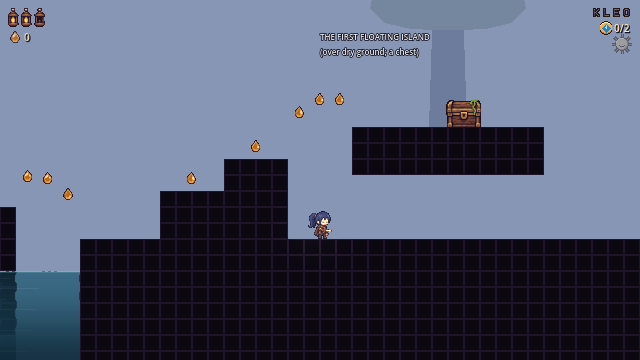 KLEO
0
0/2
THE FIRST FLOATING ISLAND
(over dry ground; a chest)